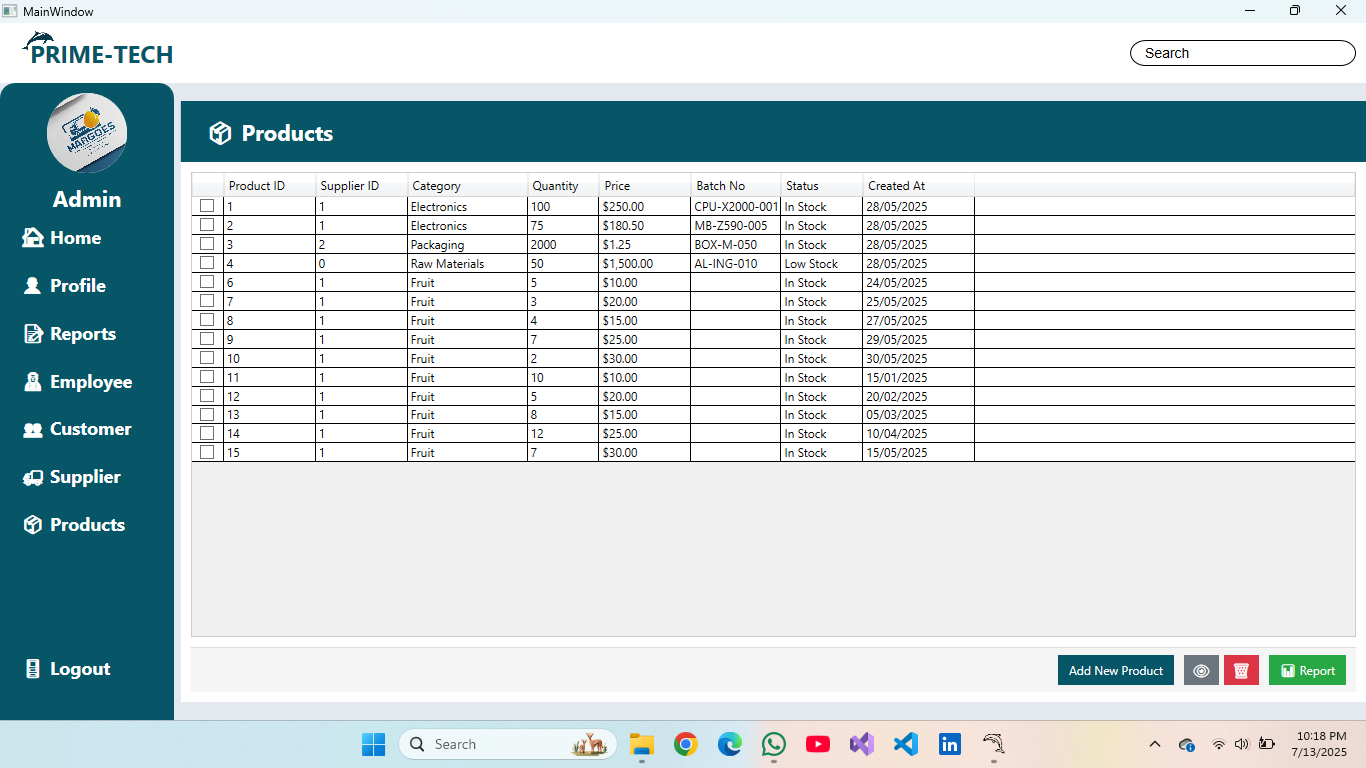 MainWindow
PRIME-TECH
Search
MARGOES
Admin
Home
Profile
Reports
Employee
Customer
Supplier
Products
Logout
Products
Product ID Supplier ID Category Quantity Price Batch No Status Created At
1 1 Electronics 100 $250.00 CPU-X2000-001 In Stock 28/05/2025
2 1 Electronics 75 $180.50 MB-Z590-005 In Stock 28/05/2025
3 2 Packaging 2000 $1.25 BOX-M-050 In Stock 28/05/2025
4 0 Raw Materials 50 $1,500.00 AL-ING-010 Low Stock 28/05/2025
6 1 Fruit 5 $10.00 In Stock 24/05/2025
7 1 Fruit 3 $20.00 In Stock 25/05/2025
8 1 Fruit 4 $15.00 In Stock 27/05/2025
9 1 Fruit 7 $25.00 In Stock 29/05/2025
10 1 Fruit 2 $30.00 In Stock 30/05/2025
11 1 Fruit 10 $10.00 In Stock 15/01/2025
12 1 Fruit 5 $20.00 In Stock 20/02/2025
13 1 Fruit 8 $15.00 In Stock 05/03/2025
14 1 Fruit 12 $25.00 In Stock 10/04/2025
15 1 Fruit 7 $30.00 In Stock 15/05/2025
Add New Product Report
Search
in
10:18 PM
7/13/2025